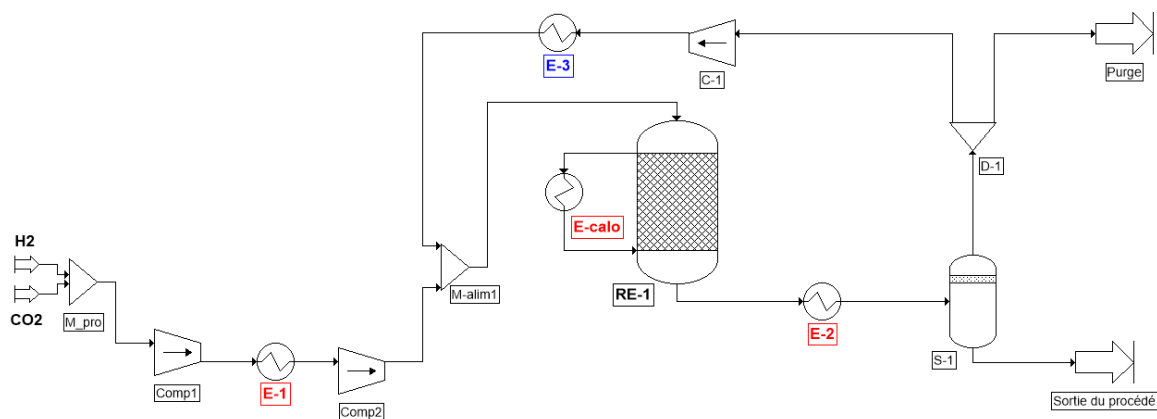 E-3
C-1
Purge
D-1
E-calo
H2
CO2
M_pro
M-alim1
RE-1
E-2
S-1
Comp1
E-1
Comp2
Sortie du procédé